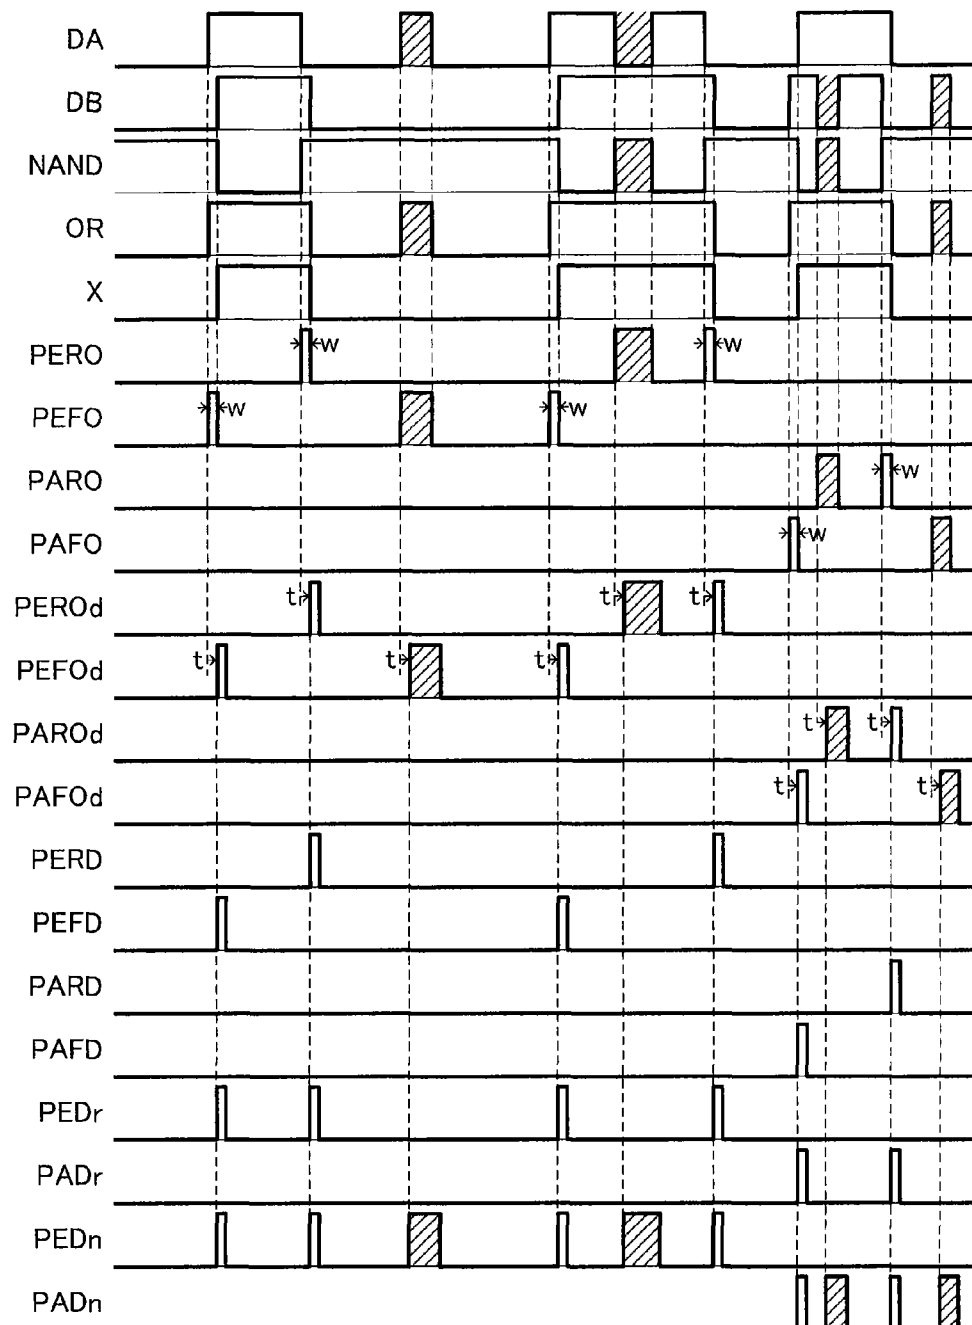 DA
DB
NAND
OR
X
PERO w w
PEFO w w
PARO w
PAFO w
PEROd t t t
PEFOd t t t
PAROd t t
PAFOd t t
PERD
PEFD
PARD
PAFD
PEDr
PADr
PEDn
PADn